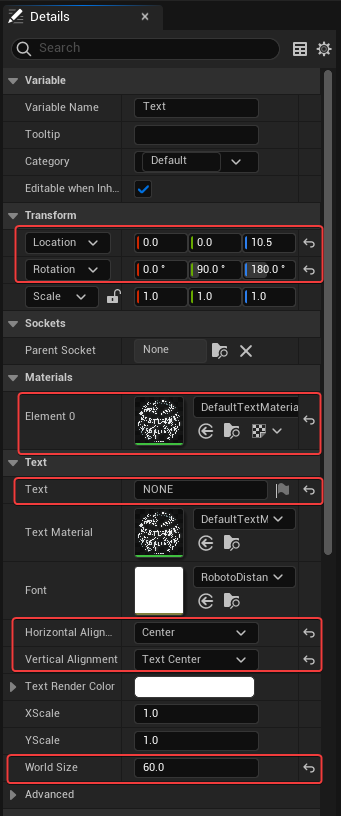 Details
Search
Variable
Variable Name Text
Tooltip
Category Default
Editable when Inh...
Transform
Location 0.0 0.0 10.5
Rotation 0.0 ° 90.0 ° 180.0 °
Scale 1.0 1.0 1.0
Sockets
Parent Socket None
Materials
Element 0 DefaultTextMateria
Text
Text NONE
Text Material DefaultTextM
Font RobotoDistan
Horizontal Align... Center
Vertical Alignment Text Center
Text Render Color
XScale 1.0
YScale 1.0
World Size 60.0
Advanced